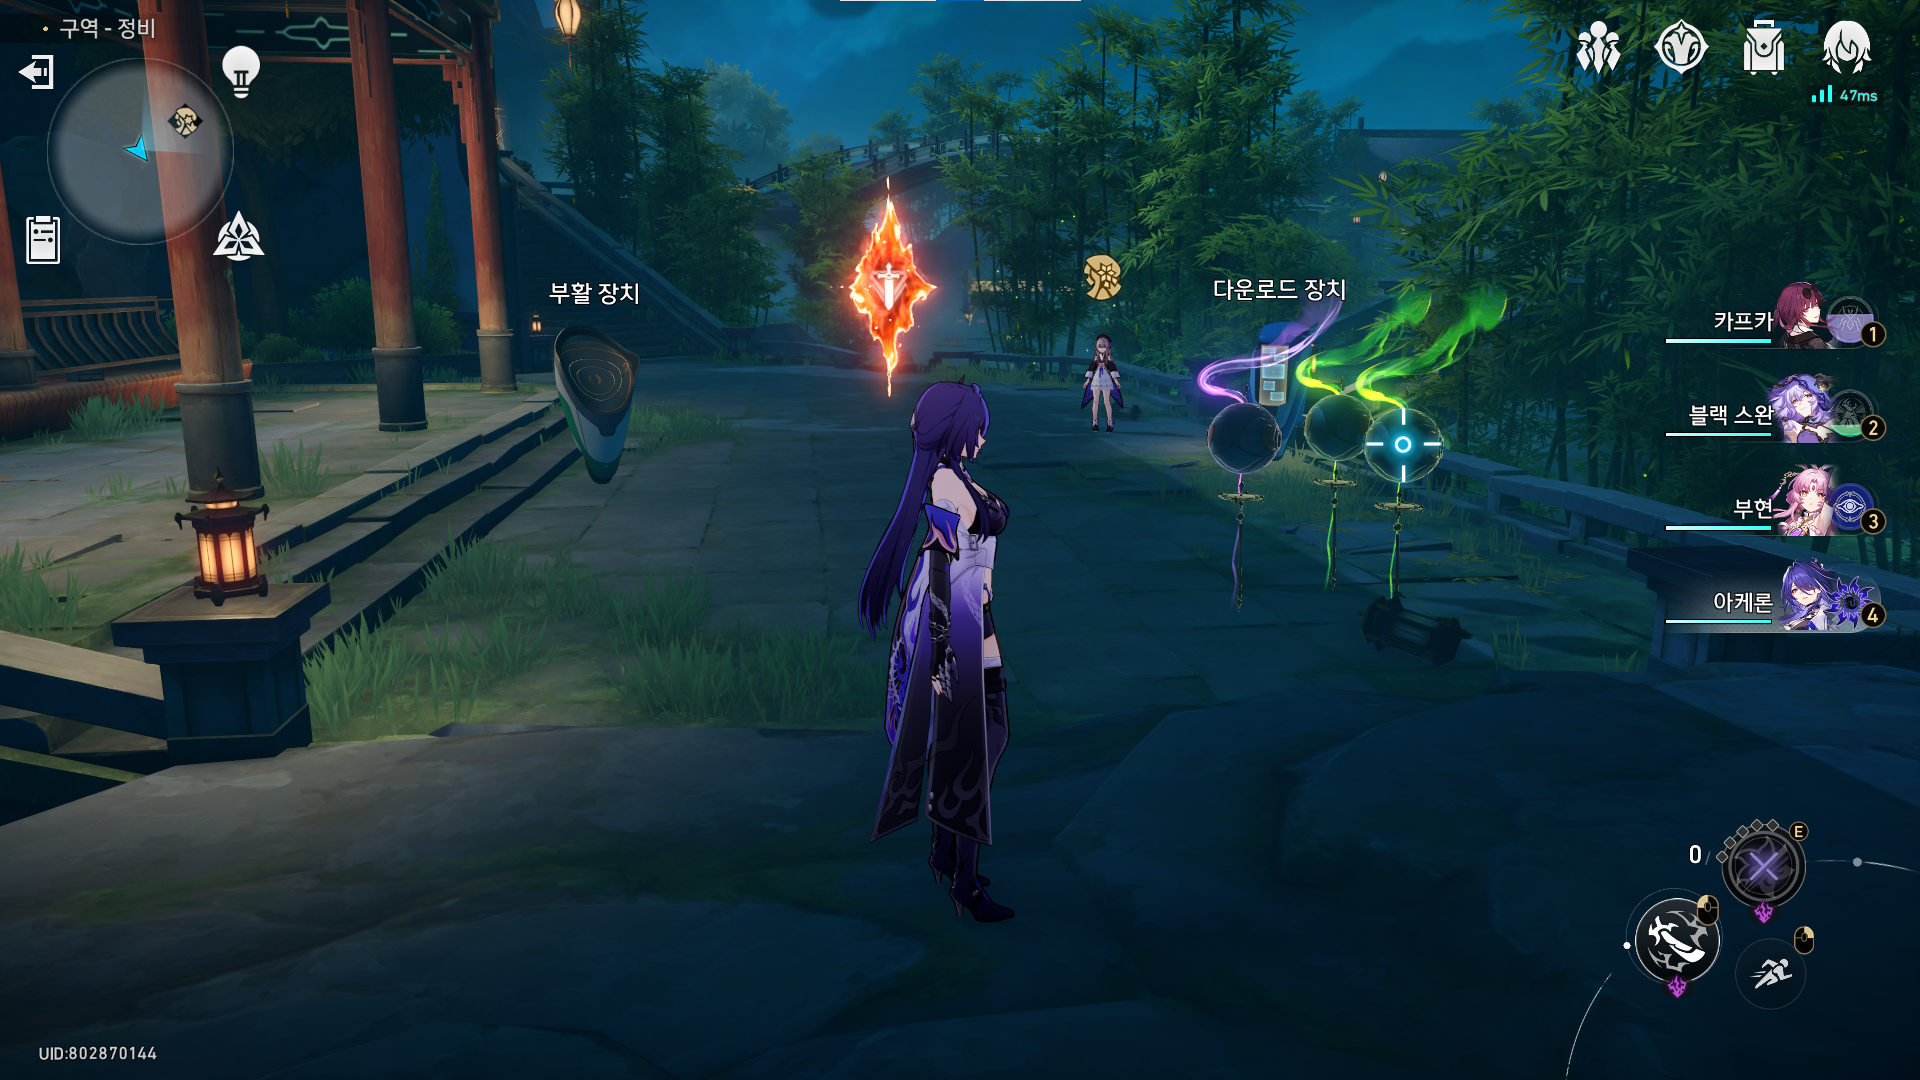 구역 - 정비
47ms
부활 장치
다운로드 장치
카프카
1
블랙 스완
2
부현
3
아케론
4
E
0 /
UID:802870144